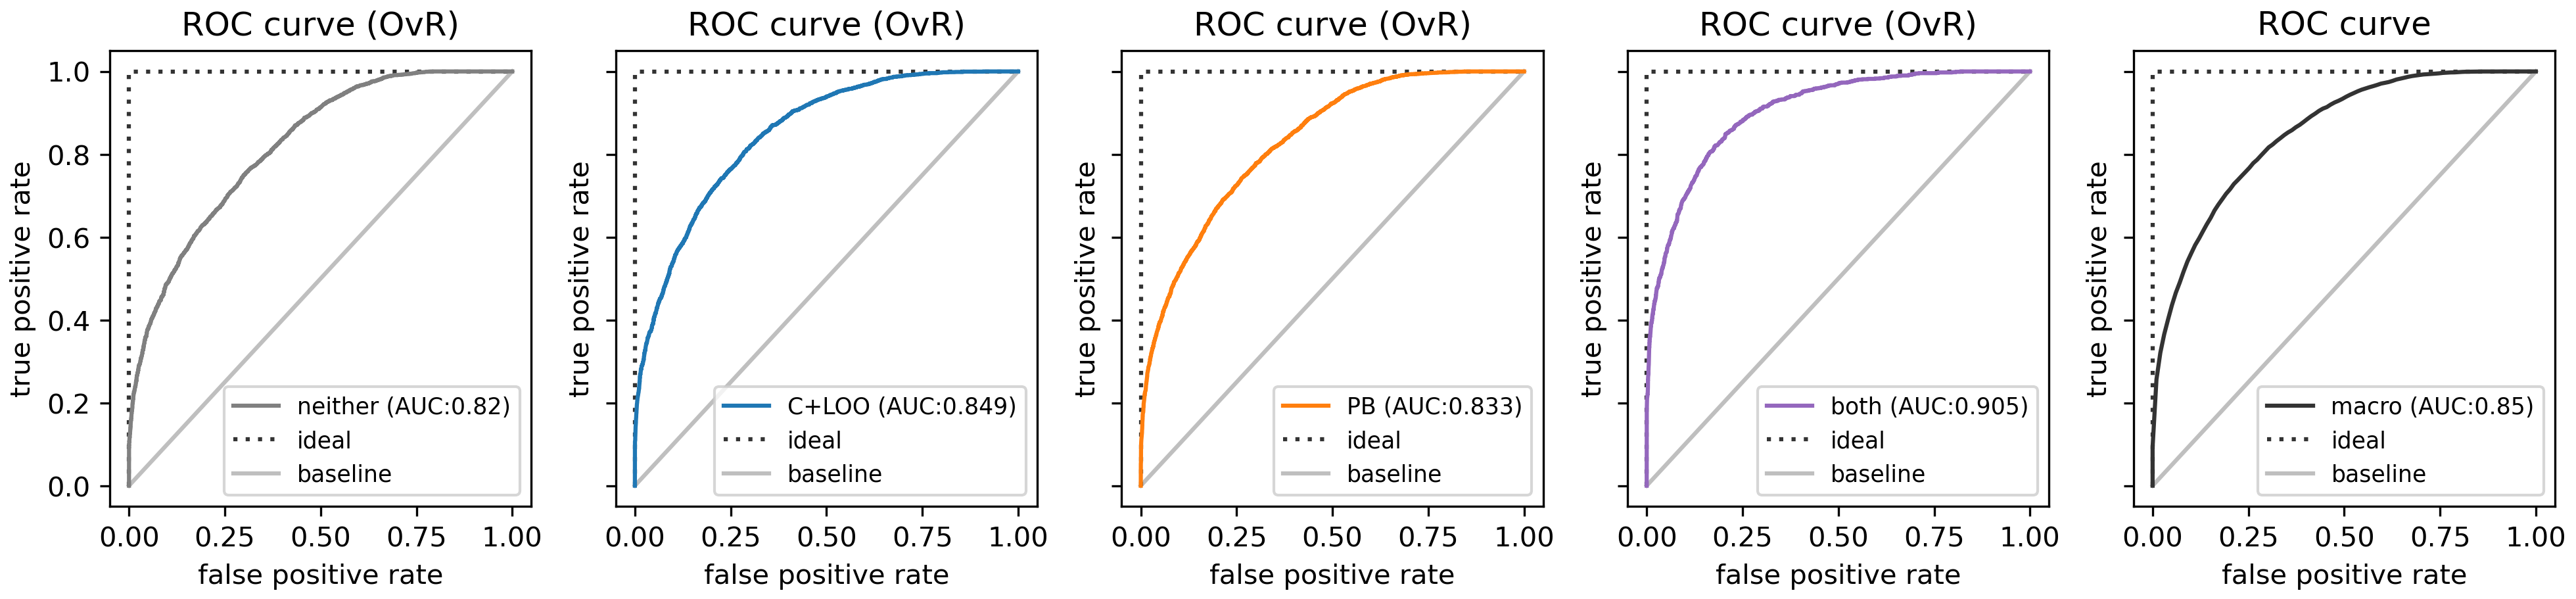 ROC curve (OvR)
true positive rate
1.0
0.8
0.6
0.4
0.2
0.0
neither (AUC:0.82)
ideal
baseline
0.00 0.25 0.50 0.75 1.00
false positive rate
ROC curve (OvR)
true positive rate
C+LOO (AUC:0.849)
ideal
baseline
0.00 0.25 0.50 0.75 1.00
false positive rate
ROC curve (OvR)
true positive rate
PB (AUC:0.833)
ideal
baseline
0.00 0.25 0.50 0.75 1.00
false positive rate
ROC curve (OvR)
true positive rate
both (AUC:0.905)
ideal
baseline
0.00 0.25 0.50 0.75 1.00
false positive rate
ROC curve
true positive rate
macro (AUC:0.85)
ideal
baseline
0.00 0.25 0.50 0.75 1.00
false positive rate